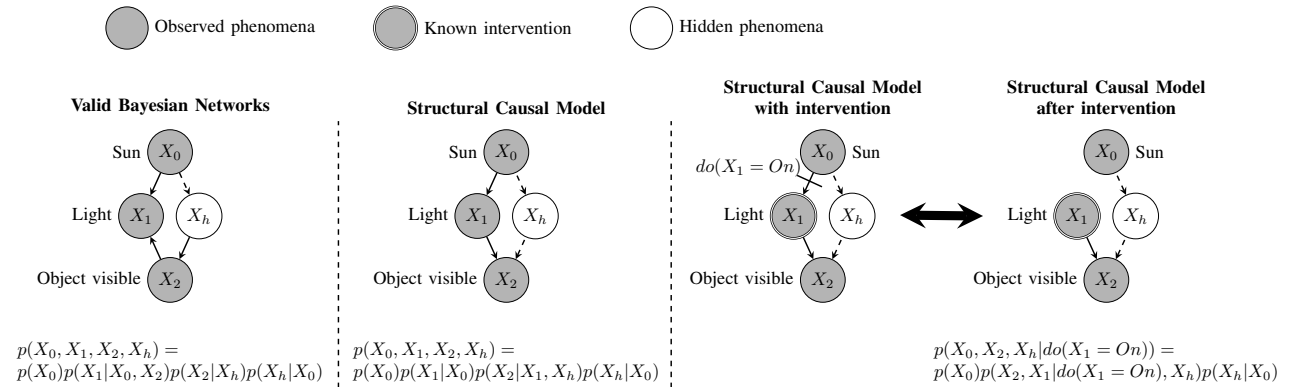 Observed phenomena
Known intervention
Hidden phenomena
Valid Bayesian Networks
Sun
X_0
Light
X_1
X_h
Object visible
X_2
p(X_0, X_1, X_2, X_h) =
p(X_0)p(X_1|X_0, X_2)p(X_2|X_h)p(X_h|X_0)
Structural Causal Model
Sun
X_0
Light
X_1
X_h
Object visible
X_2
p(X_0, X_1, X_2, X_h) =
p(X_0)p(X_1|X_0)p(X_2|X_1, X_h)p(X_h|X_0)
Structural Causal Model
with intervention
X_0
Sun
do(X_1 = On)
Light
X_1
X_h
Object visible
X_2
Structural Causal Model
after intervention
X_0
Sun
Light
X_1
X_h
Object visible
X_2
p(X_0, X_2, X_h|do(X_1 = On)) =
p(X_0)p(X_2, X_1|do(X_1 = On), X_h)p(X_h|X_0)